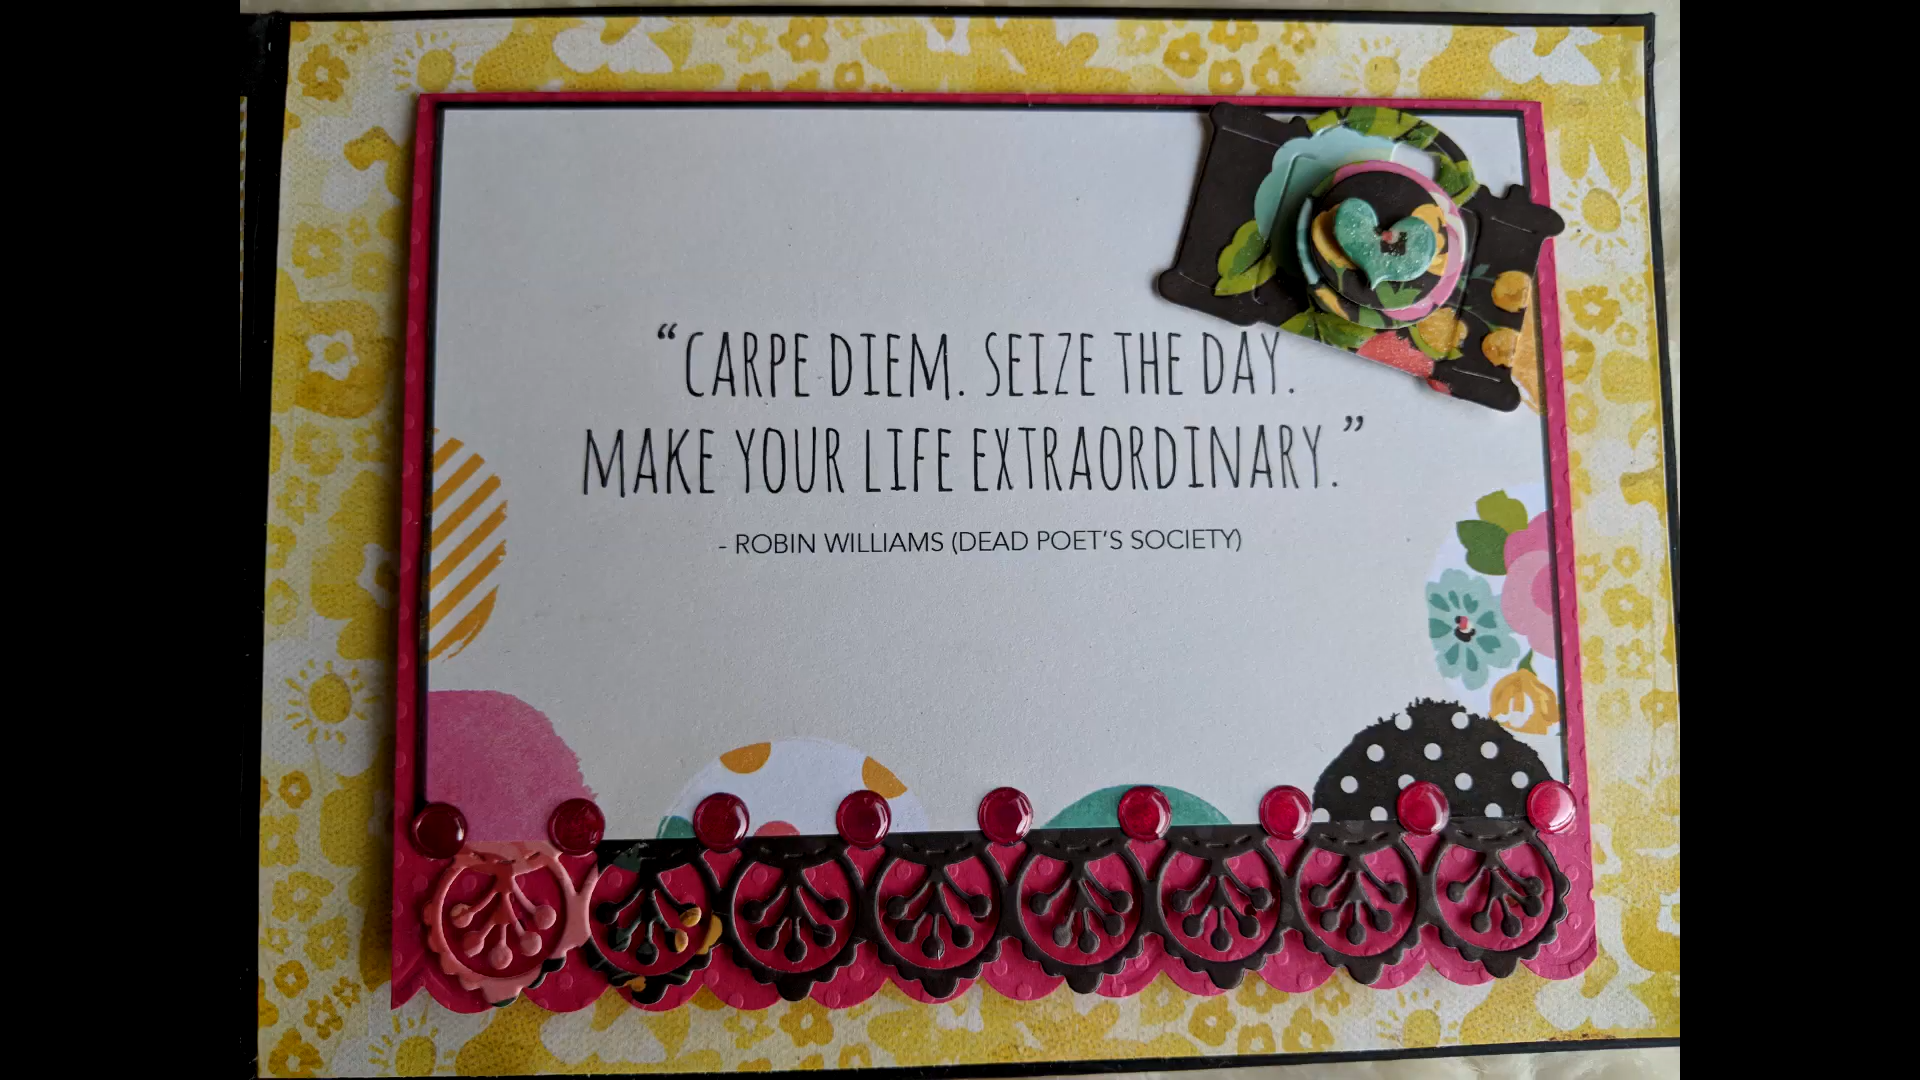 “CARPE DIEM. SEIZE THE DAY.
MAKE YOUR LIFE EXTRAORDINARY.”
- ROBIN WILLIAMS (DEAD POET'S SOCIETY)